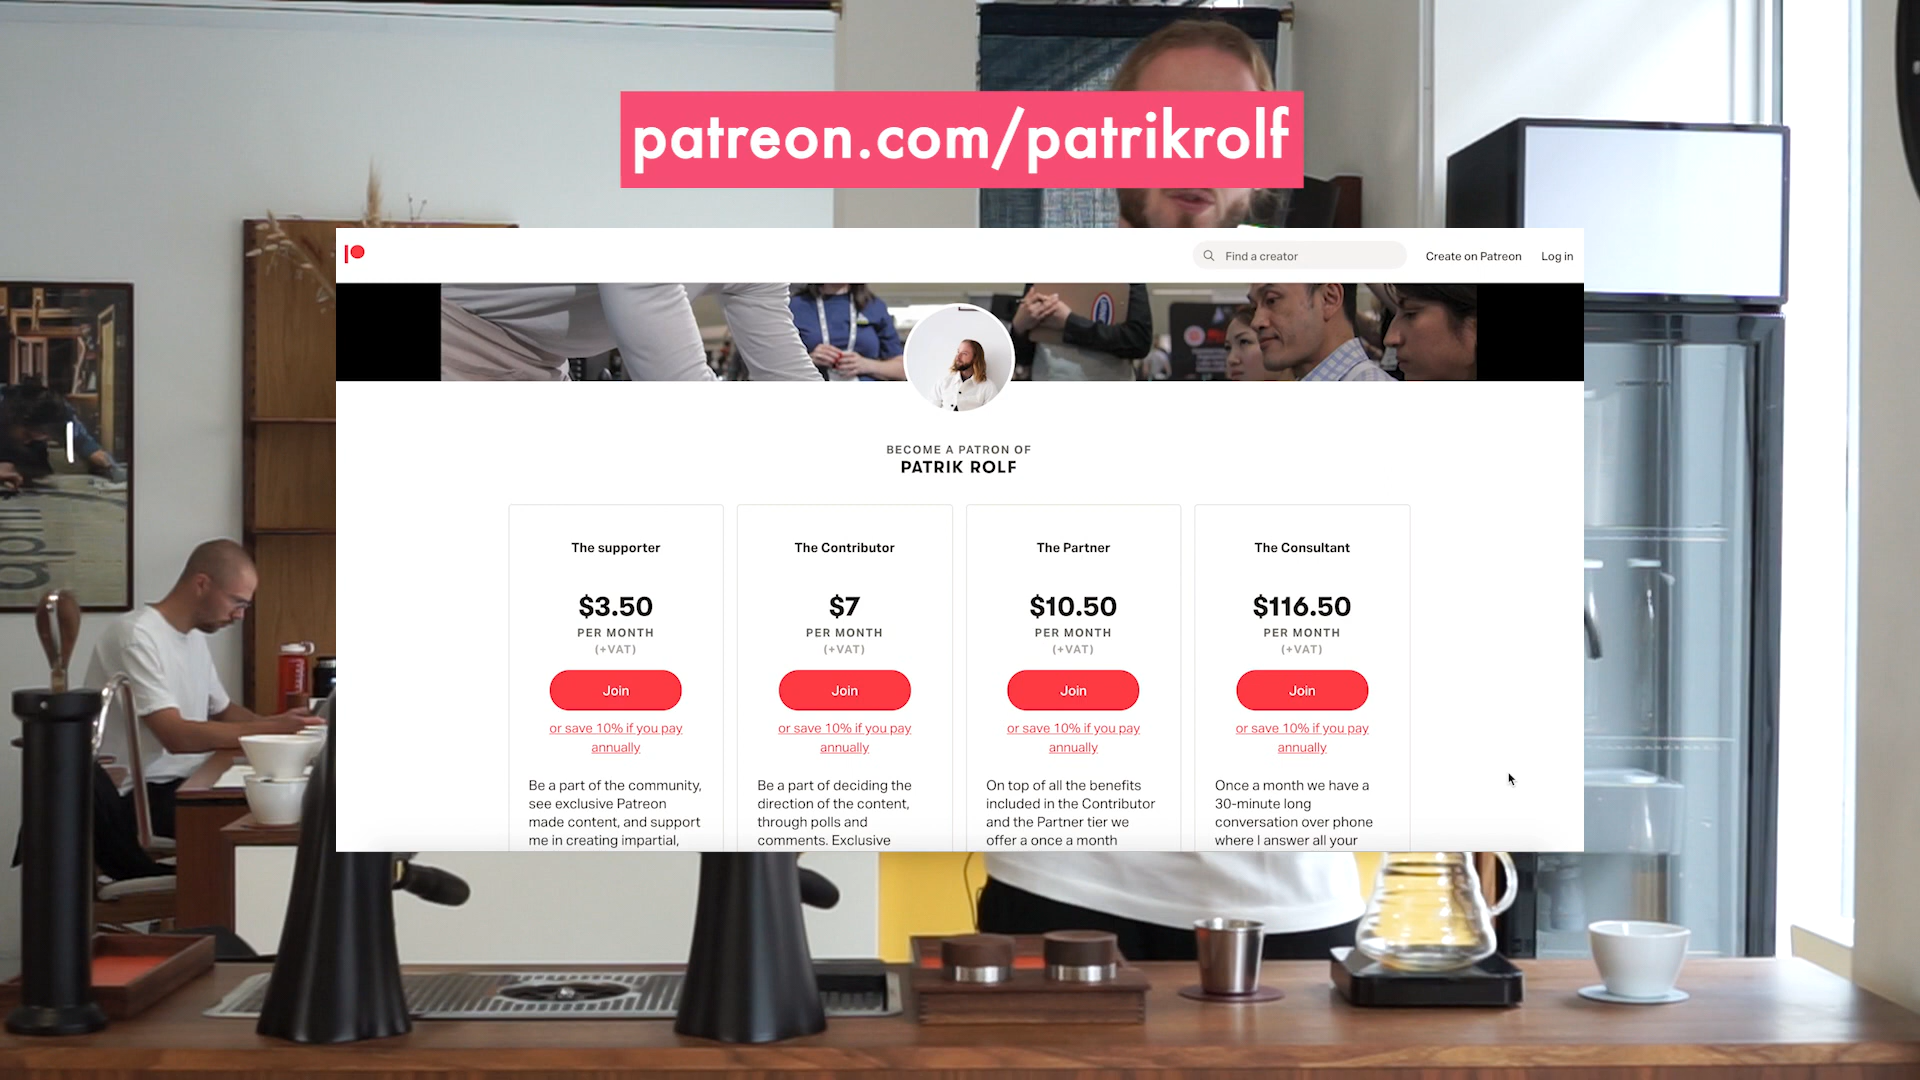 patreon.com/patrikrolf
Find a creator
Create on Patreon
Log in
BECOME A PATRON OF
PATRIK ROLF
The supporter
$3.50
PER MONTH
(+VAT)
Join
or save 10% if you pay
annually
Be a part of the community,
see exclusive Patreon
made content, and support
me in creating impartial,
The Contributor
$7
PER MONTH
(+VAT)
Join
or save 10% if you pay
annually
Be a part of deciding the
direction of the content,
through polls and
comments. Exclusive
The Partner
$10.50
PER MONTH
(+VAT)
Join
or save 10% if you pay
annually
On top of all the benefits
included in the Contributor
and the Partner tier we
offer a once a month
The Consultant
$116.50
PER MONTH
(+VAT)
Join
or save 10% if you pay
annually
Once a month we have a
30-minute long
conversation over phone
where I answer all your